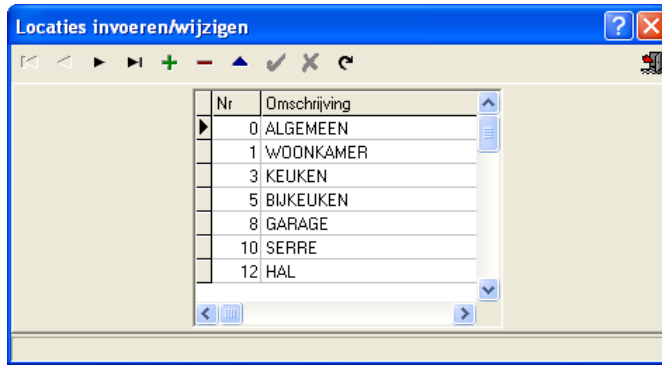 Locaties invoeren/wijzigen
Nr Omschrijving
0 ALGEMEEN
1 WOONKAMER
3 KEUKEN
5 BIJKEUKEN
8 GARAGE
10 SERRE
12 HAL